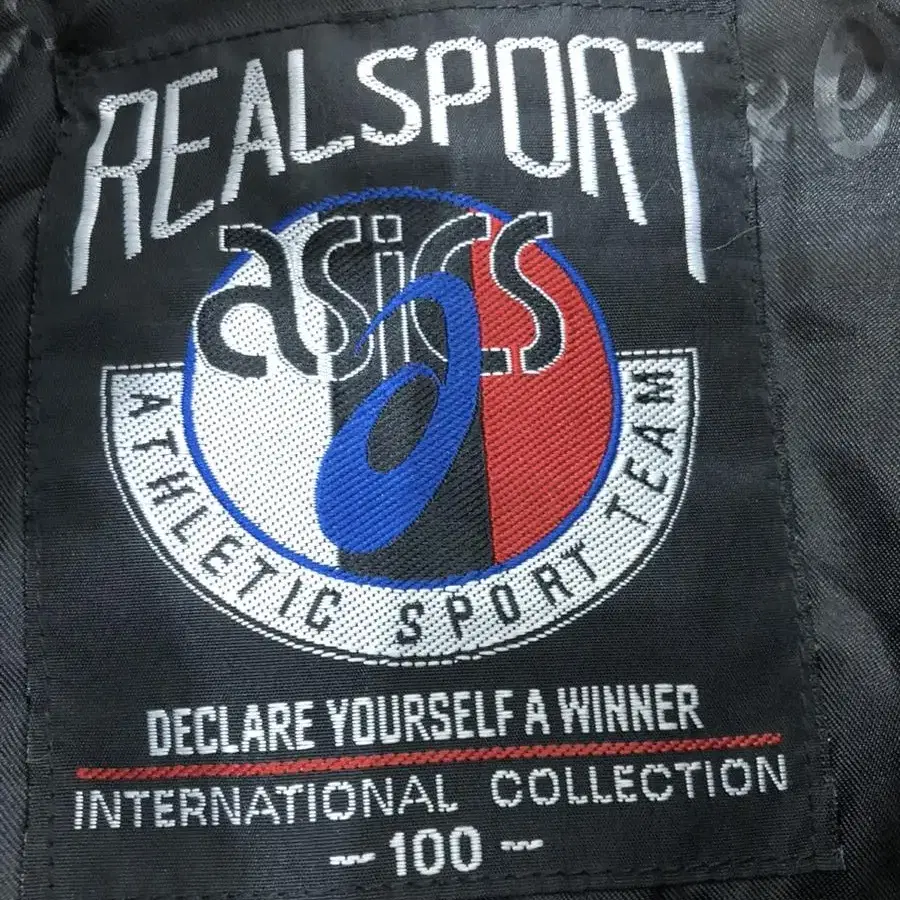 REALSPORT
asics
ATHLETIC SPORT TEAM
DECLARE YOURSELF A WINNER
INTERNATIONAL COLLECTION
~ 100 ~